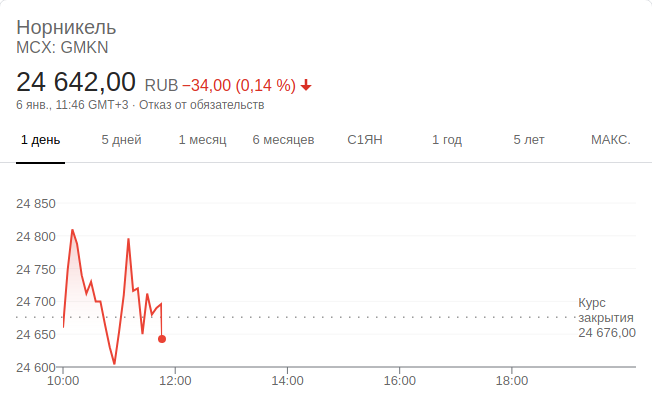 Норникель
MCX: GMKN
24 642,00 RUB −34,00 (0,14 %)
6 янв., 11:46 GMT+3 · Отказ от обязательств
1 день 5 дней 1 месяц 6 месяцев С1ЯН 1 год 5 лет МАКС.
24 850
24 800
24 750
24 700
24 650
24 600
Курс
закрытия
24 676,00
10:00 12:00 14:00 16:00 18:00